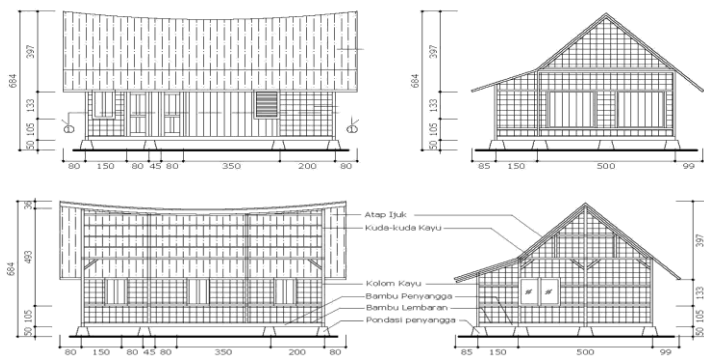 684
397
133
105
50
80 150 80 45 80 350 200 80
684
397
133
105
50
85 150 500 99
684
36
493
105
50
80 150 80 45 80 350 200 80
Atap Ijuk
Kuda-kuda Kayu
Kolom Kayu
Bambu Penyangga
Bambu Lembaran
Pondasi penyangga
397
133
105
50
85 150 500 99